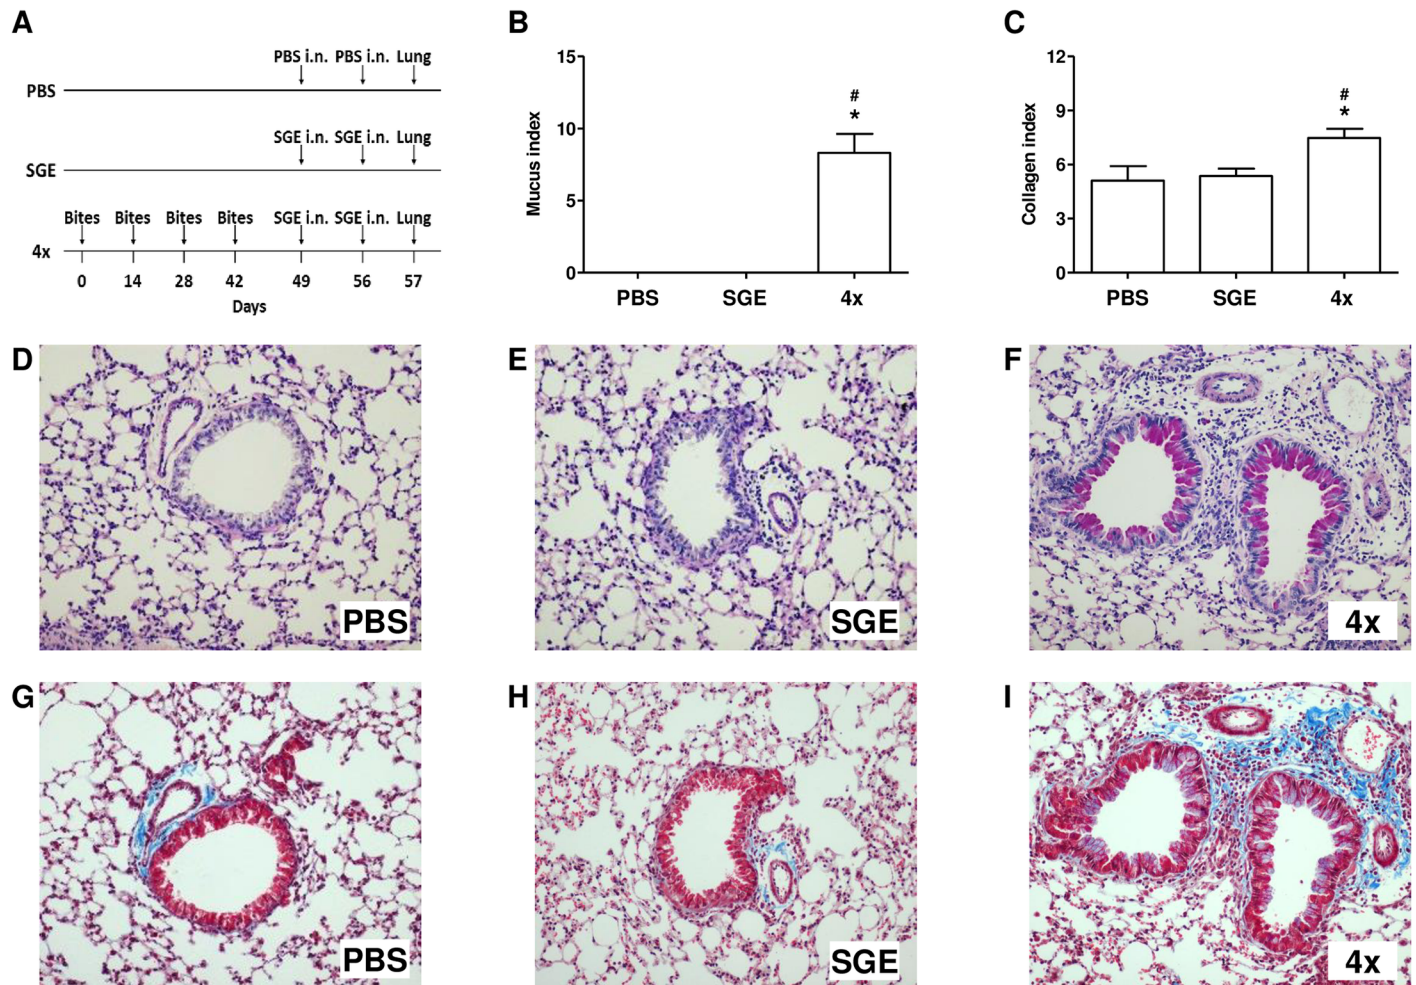 A
PBS i.n. PBS i.n. Lung
PBS
SGE i.n. SGE i.n. Lung
SGE
Bites Bites Bites Bites SGE i.n. SGE i.n. Lung
4x
0 14 28 42 49 56 57
Days
B
15
10
5
0
Mucus index
#
*
PBS SGE 4x
C
12
9
6
3
0
Collagen index
#
*
PBS SGE 4x
D
PBS
E
SGE
F
4x
G
PBS
H
SGE
I
4x